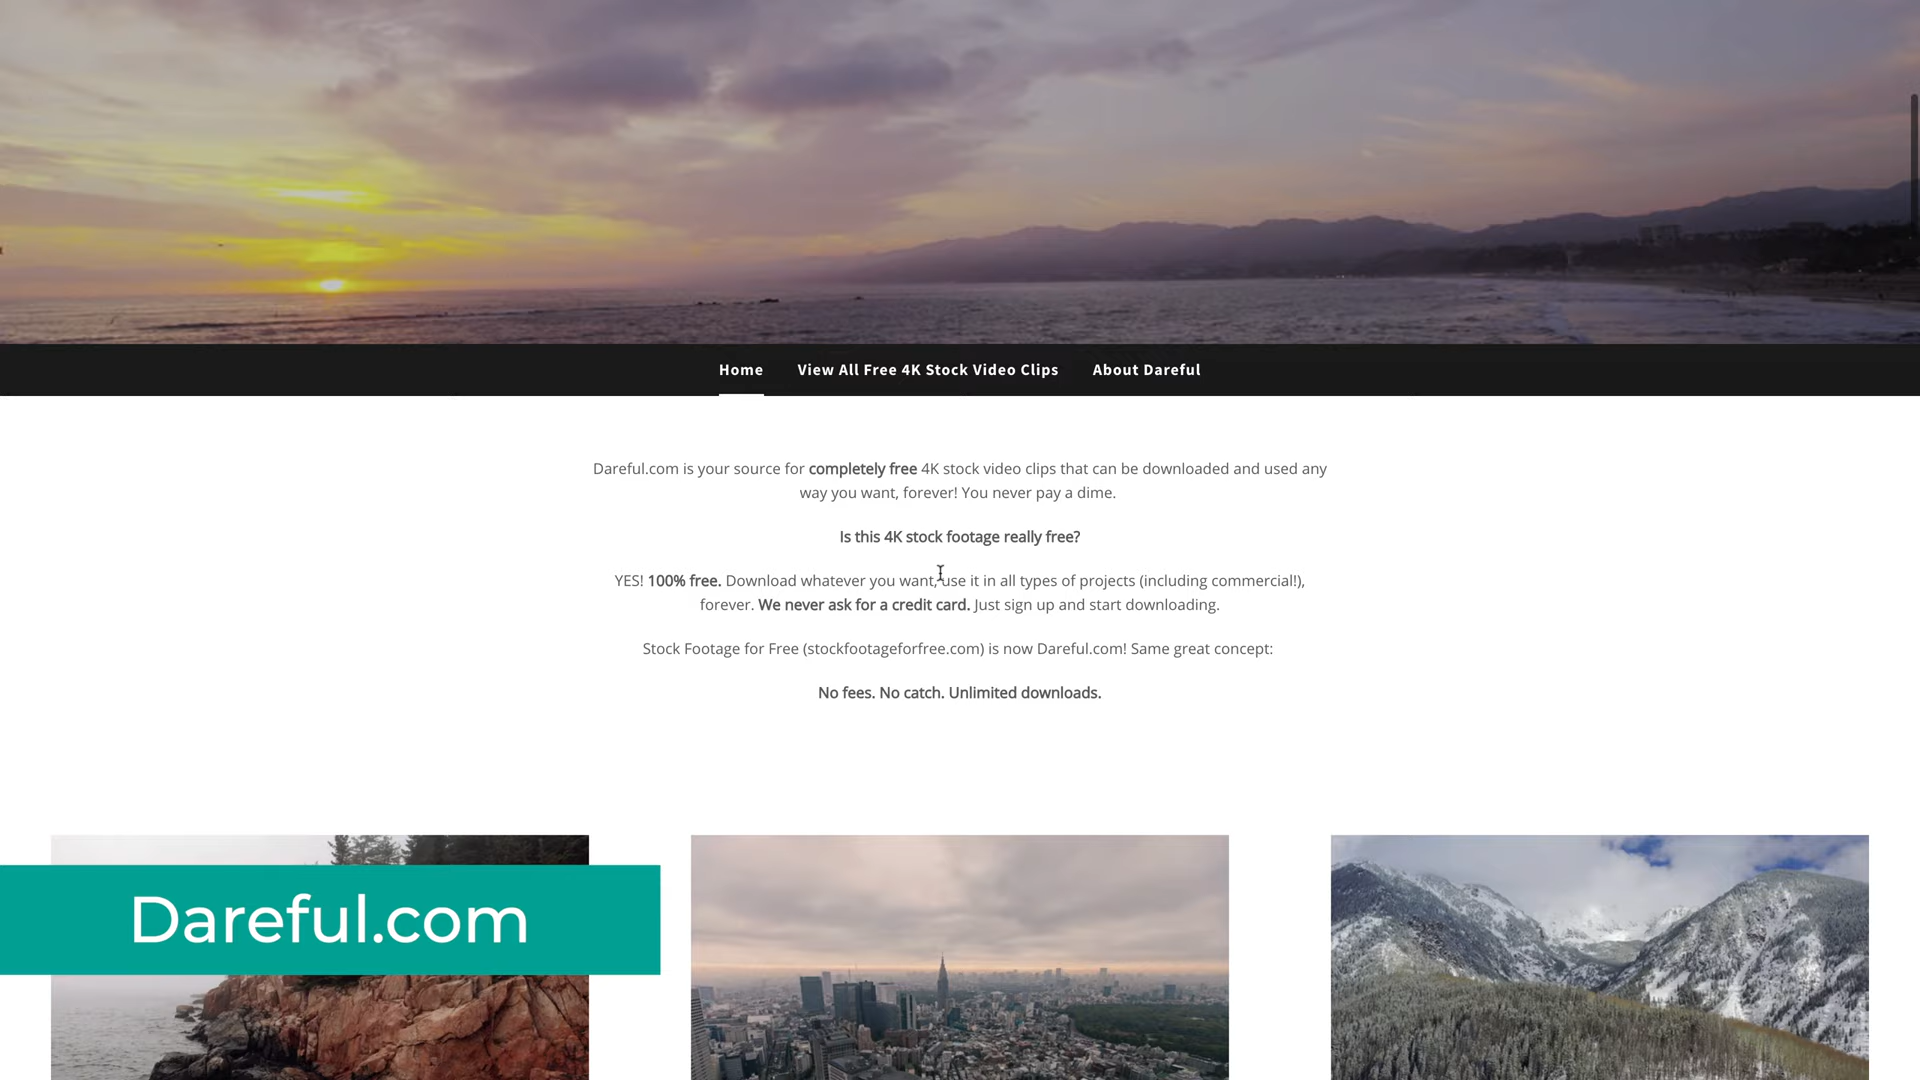 Home View All Free 4K Stock Video Clips About Dareful
Dareful.com is your source for completely free 4K stock video clips that can be downloaded and used any
way you want, forever! You never pay a dime.
Is this 4K stock footage really free?
YES! 100% free. Download whatever you want, use it in all types of projects (including commercial!),
forever. We never ask for a credit card. Just sign up and start downloading.
Stock Footage for Free (stockfootageforfree.com) is now Dareful.com! Same great concept:
No fees. No catch. Unlimited downloads.
Dareful.com